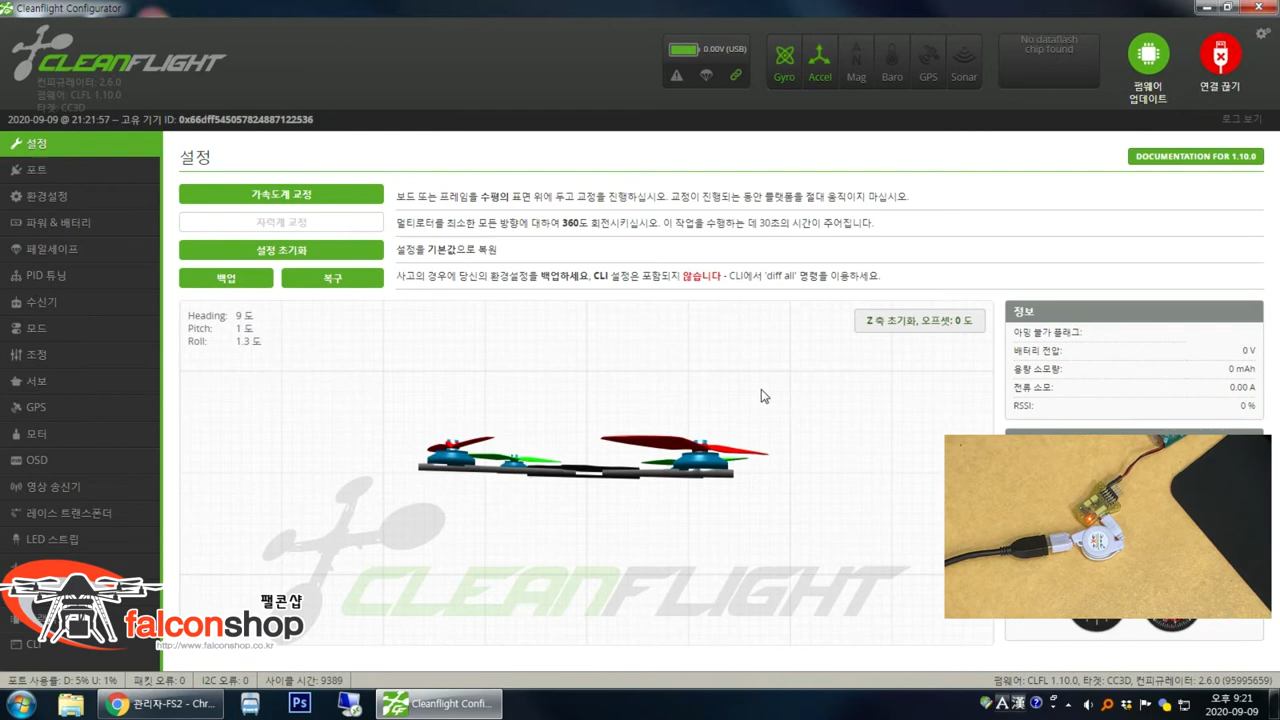 Cleanflight Configurator
CLEANFLIGHT
컨피규레이터: 2.6.0
펌웨어: CLFL 1.10.0
타겟: CC3D
0.00V (USB)
Gyro
Accel
Mag
Baro
GPS
Sonar
No dataflash
chip found
펌웨어
업데이트
연결 끊기
2020-09-09 @ 21:21:57 -- 고유 기기 ID: 0x66dff545057824887122536
로그 보기
설정
포트
환경설정
파워 & 배터리
페일세이프
PID 튜닝
수신기
모드
조정
서보
GPS
모터
OSD
영상 송신기
레이스 트랜스폰더
LED 스트립
CLI
설정
DOCUMENTATION FOR 1.10.0
가속도계 교정
보드 또는 프레임을 수평의 표면 위에 두고 교정을 진행하십시오. 교정이 진행되는 동안 플랫폼을 절대 움직이지 마십시오.
자력계 교정
멀티로터를 최소한 모든 방향에 대하여 360도 회전시키십시오. 이 작업을 수행하는 데 30초의 시간이 주어집니다.
설정 초기화
설정을 기본값으로 복원
백업
복구
사고의 경우에 당신의 환경설정을 백업하세요, CLI 설정은 포함되지 않습니다 - CLI에서 'diff all' 명령을 이용하세요.
Heading: 9 도
Pitch: 1 도
Roll: 1.3 도
Z 축 초기화, 오프셋: 0 도
정보
아밍 불가 플래그:
배터리 전압: 0 V
용량 소모량: 0 mAh
전류 소모: 0.00 A
RSSI: 0 %
CLEANFLIGHT
팰콘샵
falconshop
http://www.falconshop.co.kr
포트 사용률: D: 5% U: 1%
패킷 오류: 0
I2C 오류: 0
사이클 시간: 9389
펌웨어: CLFL 1.10.0, 타겟: CC3D, 컨피규레이터: 2.6.0 (95995659)
관리자-FS2 - Chr...
Ps
Cleanflight Confi...
A 漢
오후 9:21
2020-09-09